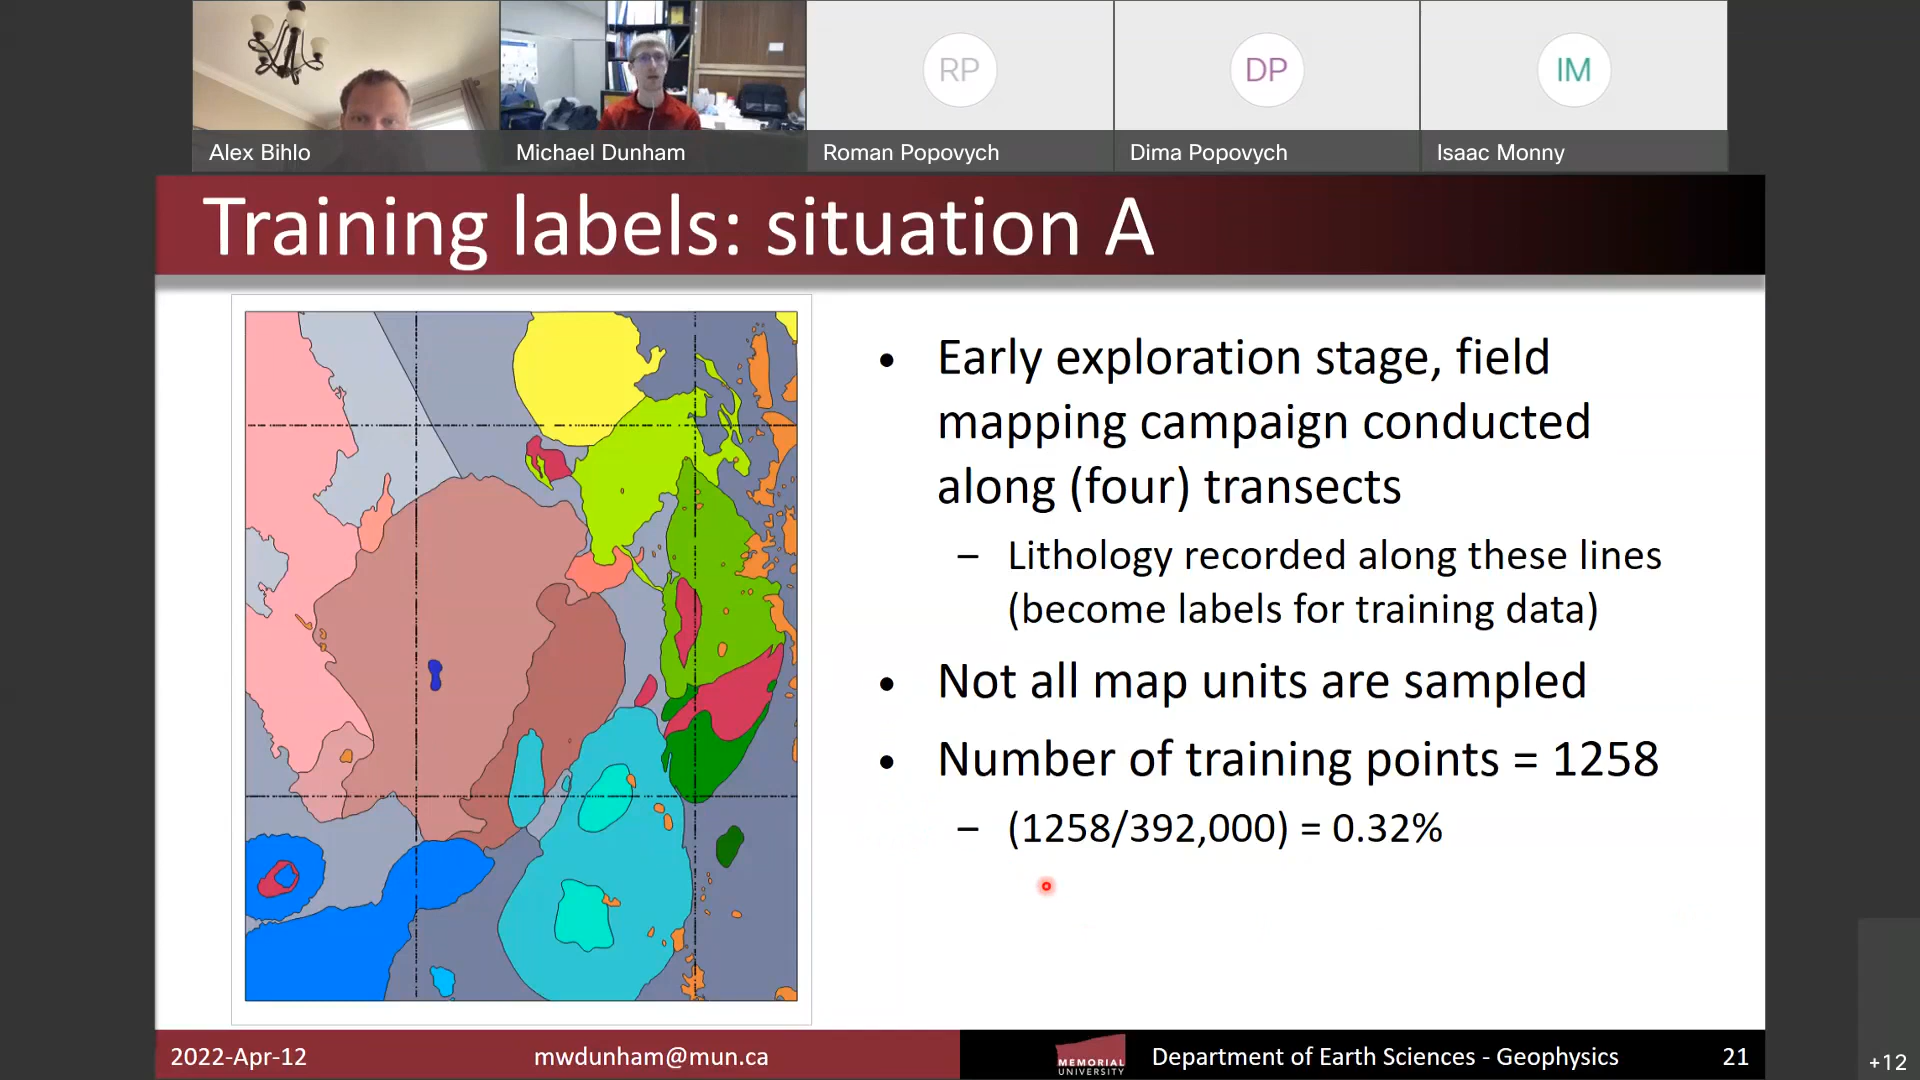 RP
DP
IM
Alex Bihlo
Michael Dunham
Roman Popovych
Dima Popovych
Isaac Monny
Training labels: situation A
• Early exploration stage, field
mapping campaign conducted
along (four) transects
– Lithology recorded along these lines
(become labels for training data)
• Not all map units are sampled
• Number of training points = 1258
– (1258/392,000) = 0.32%
2022-Apr-12
mwdunham@mun.ca
MEMORIAL
UNIVERSITY
Department of Earth Sciences - Geophysics
21
+12